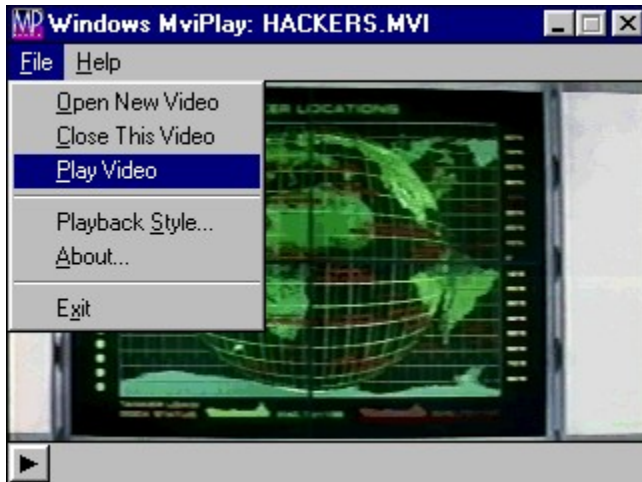 MP Windows MviPlay: HACKERS.MVI
File Help
Open New Video
Close This Video
Play Video
Playback Style...
About...
Exit
LOCATIONS